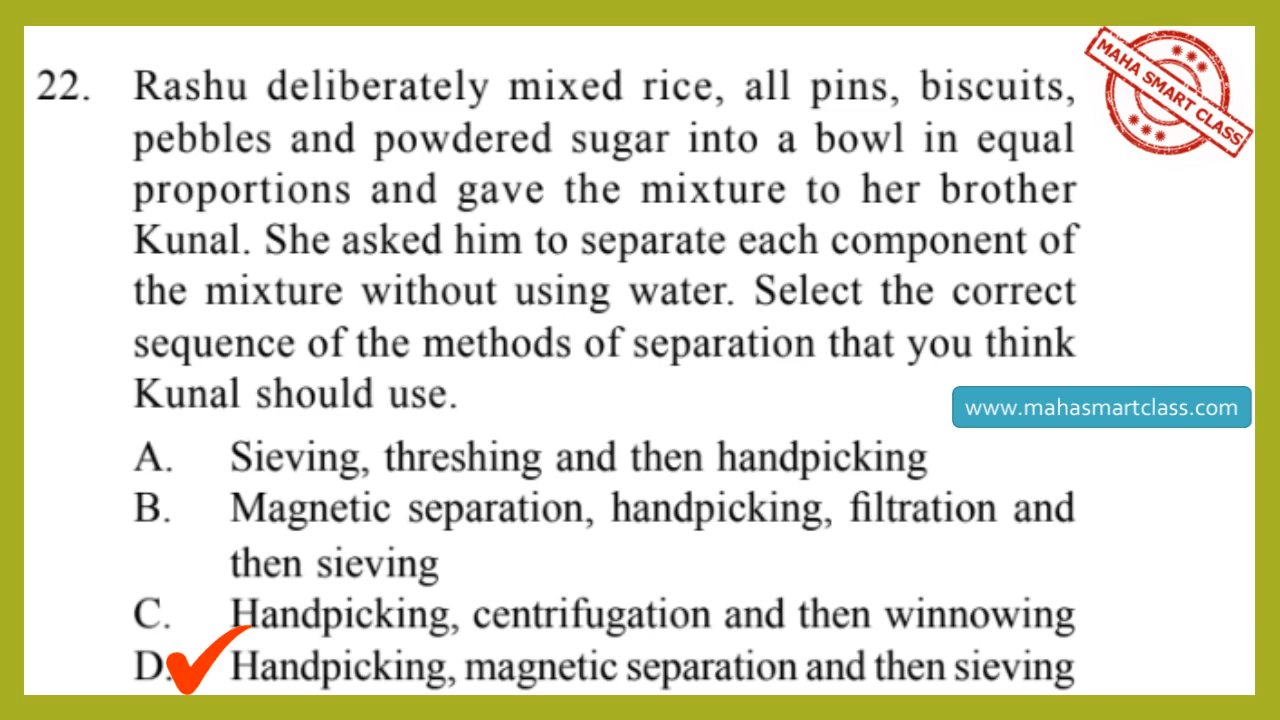 22. Rashu deliberately mixed rice, all pins, biscuits,
pebbles and powdered sugar into a bowl in equal
proportions and gave the mixture to her brother
Kunal. She asked him to separate each component of
the mixture without using water. Select the correct
sequence of the methods of separation that you think
Kunal should use.
A. Sieving, threshing and then handpicking
B. Magnetic separation, handpicking, filtration and
then sieving
C. Handpicking, centrifugation and then winnowing
D. Handpicking, magnetic separation and then sieving
MAHA SMART CLASS
www.mahasmartclass.com